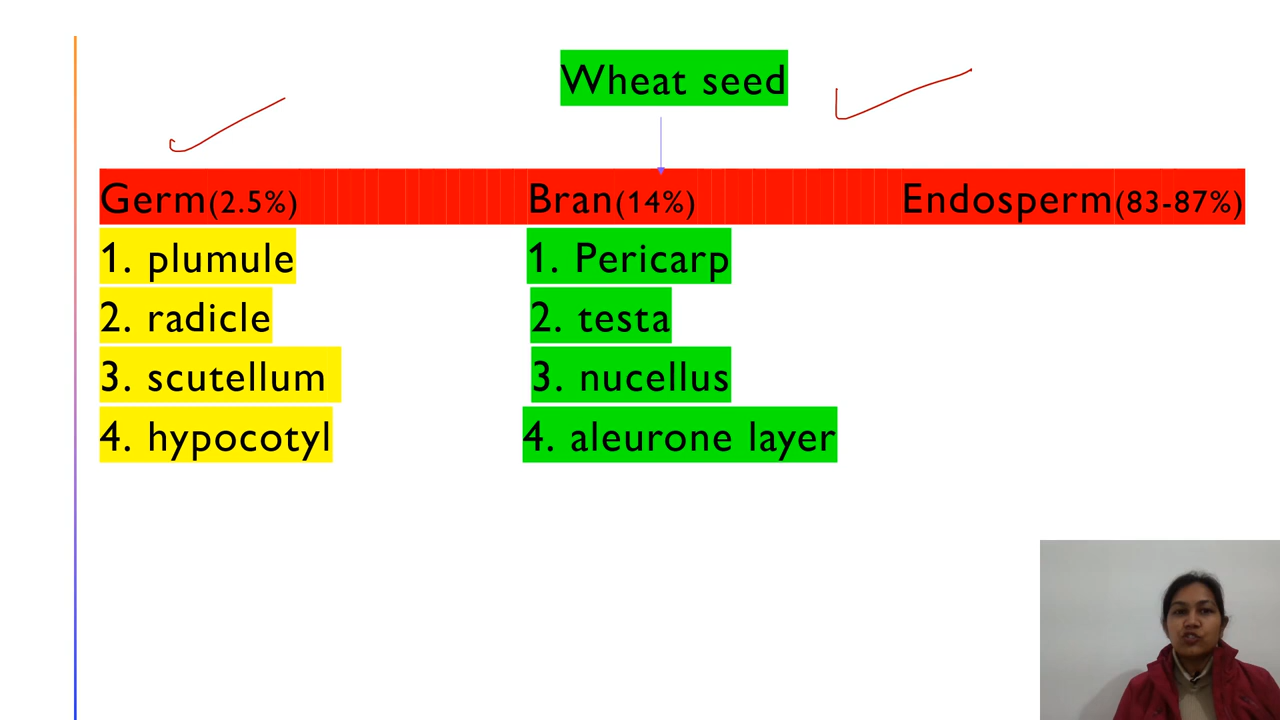 Wheat seed
Germ(2.5%) Bran(14%) Endosperm(83-87%)
1. plumule 1. Pericarp
2. radicle 2. testa
3. scutellum 3. nucellus
4. hypocotyl 4. aleurone layer